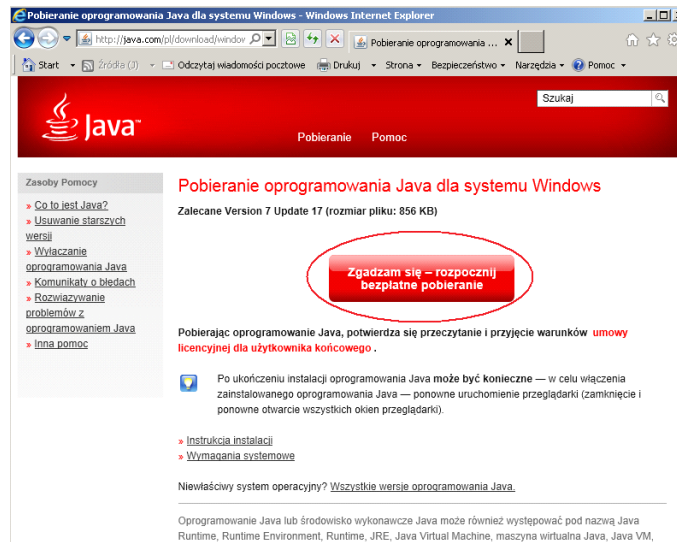 Pobieranie oprogramowania Java dla systemu Windows - Windows Internet Explorer
http://java.com/pl/download/window
Pobieranie oprogramowania ...
Start
Źródła (J)
Odczytaj wiadomości pocztowe
Drukuj
Strona
Bezpieczeństwo
Narzędzia
Pomoc
Szukaj
Java™
Pobieranie
Pomoc
Zasoby Pomocy
» Co to jest Java?
» Usuwanie starszych
wersji
» Wyłaczanie
oprogramowania Java
» Komunikaty o błedach
» Rozwiazywanie
problemów z
oprogramowaniem Java
» Inna pomoc
Pobieranie oprogramowania Java dla systemu Windows
Zalecane Version 7 Update 17 (rozmiar pliku: 856 KB)
Zgadzam się – rozpocznij
bezpłatne pobieranie
Pobierając oprogramowanie Java, potwierdza się przeczytanie i przyjęcie warunków umowy
licencyjnej dla użytkownika końcowego .
Po ukończeniu instalacji oprogramowania Java może być konieczne — w celu włączenia
zainstalowanego oprogramowania Java — ponowne uruchomienie przeglądarki (zamknięcie i
ponowne otwarcie wszystkich okien przeglądarki).
» Instrukcja instalacji
» Wymagania systemowe
Niewłaściwy system operacyjny? Wszystkie wersje oprogramowania Java.
Oprogramowanie Java lub środowisko wykonawcze Java może również występować pod nazwą Java
Runtime, Runtime Environment, Runtime, JRE, Java Virtual Machine, maszyna wirtualna Java, Java VM,